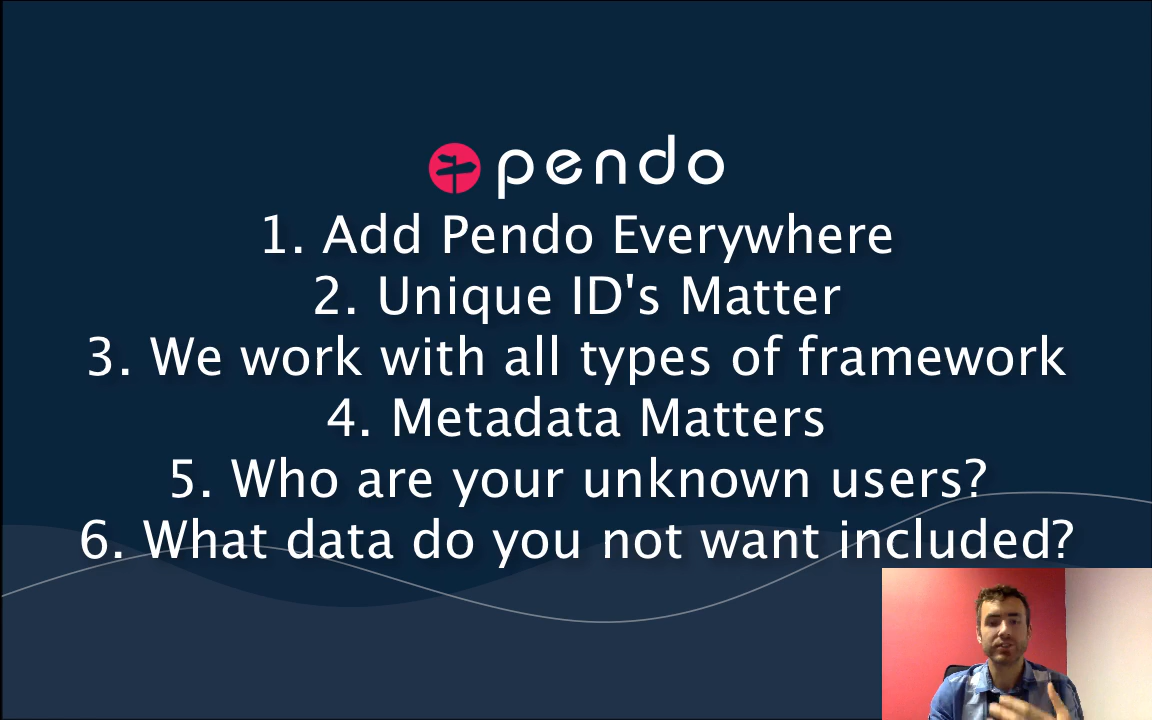 pendo
1. Add Pendo Everywhere
2. Unique ID's Matter
3. We work with all types of framework
4. Metadata Matters
5. Who are your unknown users?
6. What data do you not want included?